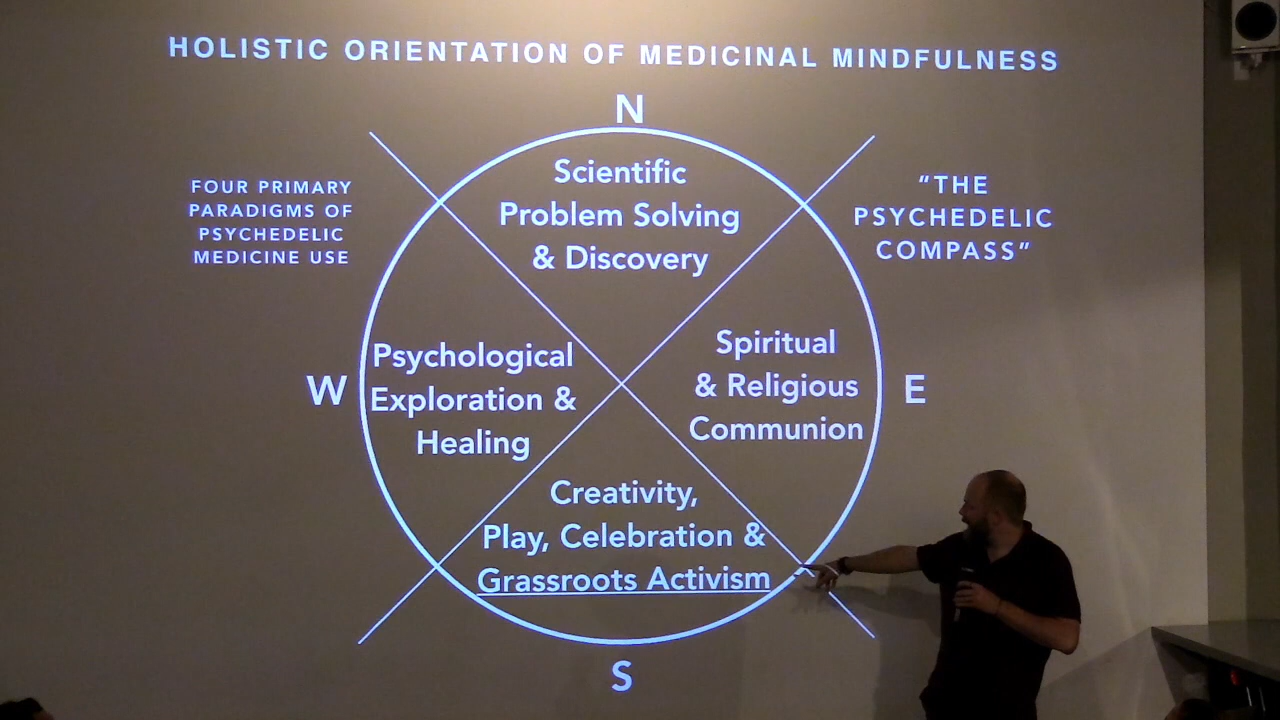 HOLISTIC ORIENTATION OF MEDICINAL MINDFULNESS
N
FOUR PRIMARY
PARADIGMS OF
PSYCHEDELIC
MEDICINE USE
"THE
PSYCHEDELIC
COMPASS"
Scientific
Problem Solving
& Discovery
W
Psychological
Exploration &
Healing
Spiritual
& Religious
Communion
E
Creativity,
Play, Celebration &
Grassroots Activism
S